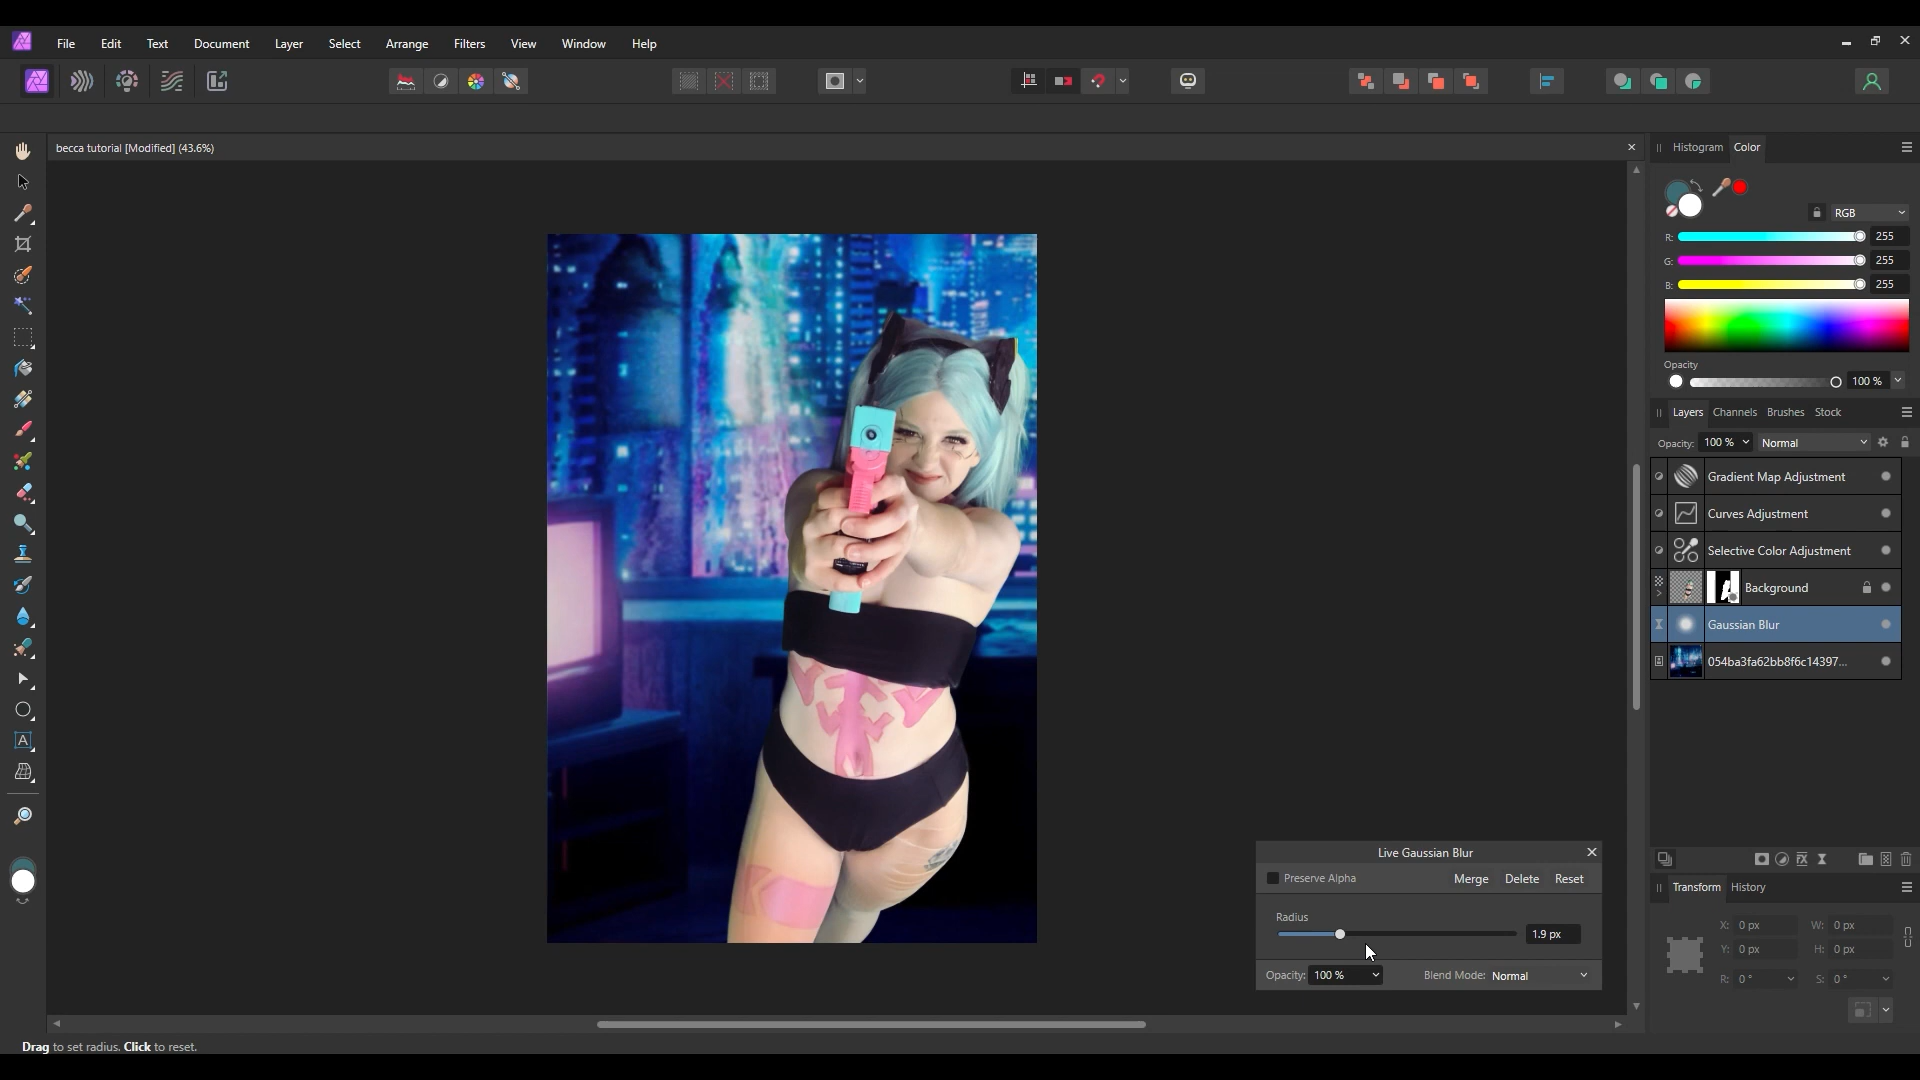 File Edit Text Document Layer Select Arrange Filters View Window Help
becca tutorial [Modified] (43.6%)
Histogram Color
RGB
R: 255
G: 255
B: 255
Opacity
100 %
Layers Channels Brushes Stock
Opacity: 100 % Normal
Gradient Map Adjustment
Curves Adjustment
Selective Color Adjustment
Background
Gaussian Blur
054ba3fa62bb8f6c14397...
Live Gaussian Blur
Preserve Alpha Merge Delete Reset
Radius
1.9 px
Opacity: 100 % Blend Mode: Normal
Transform History
X: 0 px W: 0 px
Y: 0 px H: 0 px
R: 0 ° S: 0 °
Drag to set radius. Click to reset.